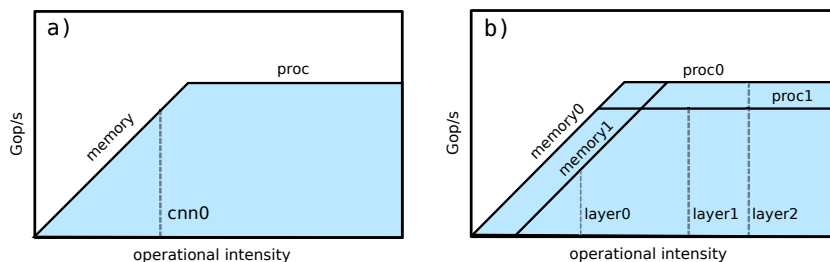 a)
proc
memory
cnn0
Gop/s
operational intensity
b)
proc0
proc1
memory0
memory1
layer0
layer1
layer2
Gop/s
operational intensity